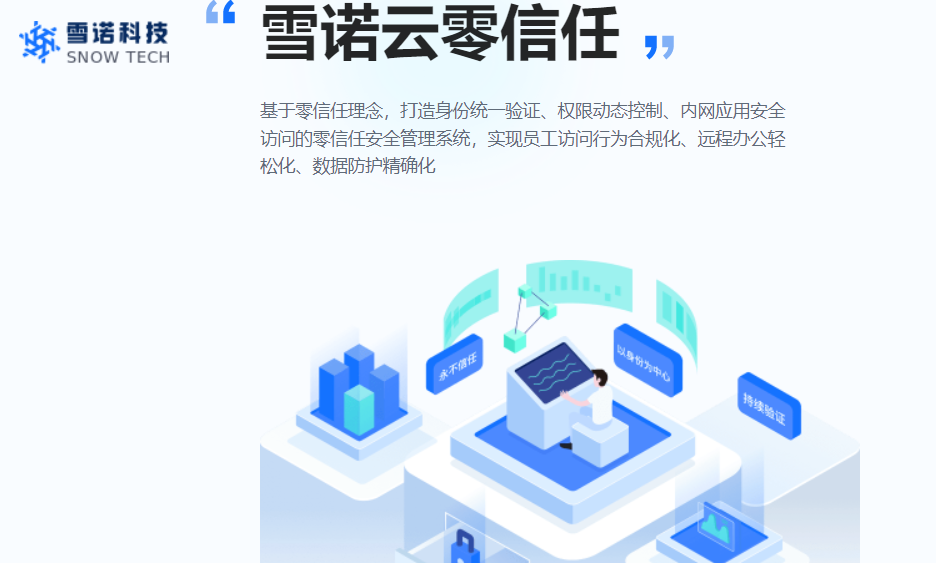 雪诺科技
SNOW TECH
雪诺云零信任
基于零信任理念，打造身份统一验证、权限动态控制、内网应用安全
访问的零信任安全管理系统，实现员工访问行为合规化、远程办公轻
松化、数据防护精确化
永不信任
以身份为中心
持续验证